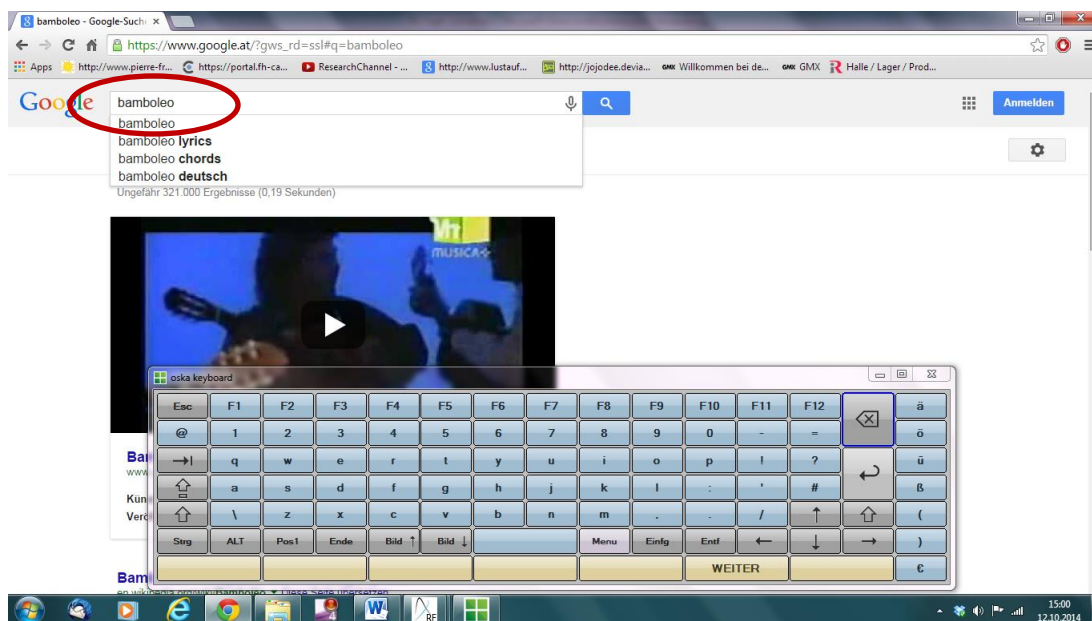 bamboleo - Google-Such
https://www.google.at/?gws_rd=ssl#q=bamboleo
Apps http://www.pierre-fr... https://portal.fh-ca... ResearchChannel - ... http://www.lustauf... http://jojodee.devia... GMX Willkommen bei de... GMX GMX Halle / Lager / Prod...
Google bamboleo Anmelden
bamboleo
bamboleo lyrics
bamboleo chords
bamboleo deutsch
Ungefähr 321.000 Ergebnisse (0,19 Sekunden)
MUSICA
oska keyboard
Esc F1 F2 F3 F4 F5 F6 F7 F8 F9 F10 F11 F12 ä
@ 1 2 3 4 5 6 7 8 9 0 - = ö
q w e r t y u i o p ! ? ü
a s d f g h j k l : ' # ß
\ z x c v b n m . - / (
Strg ALT Pos1 Ende Bild ↑ Bild ↓ Menu Einfg Entf ← ↓ → )
WEITER €
Bam
W RF
15:00
12.10.2014